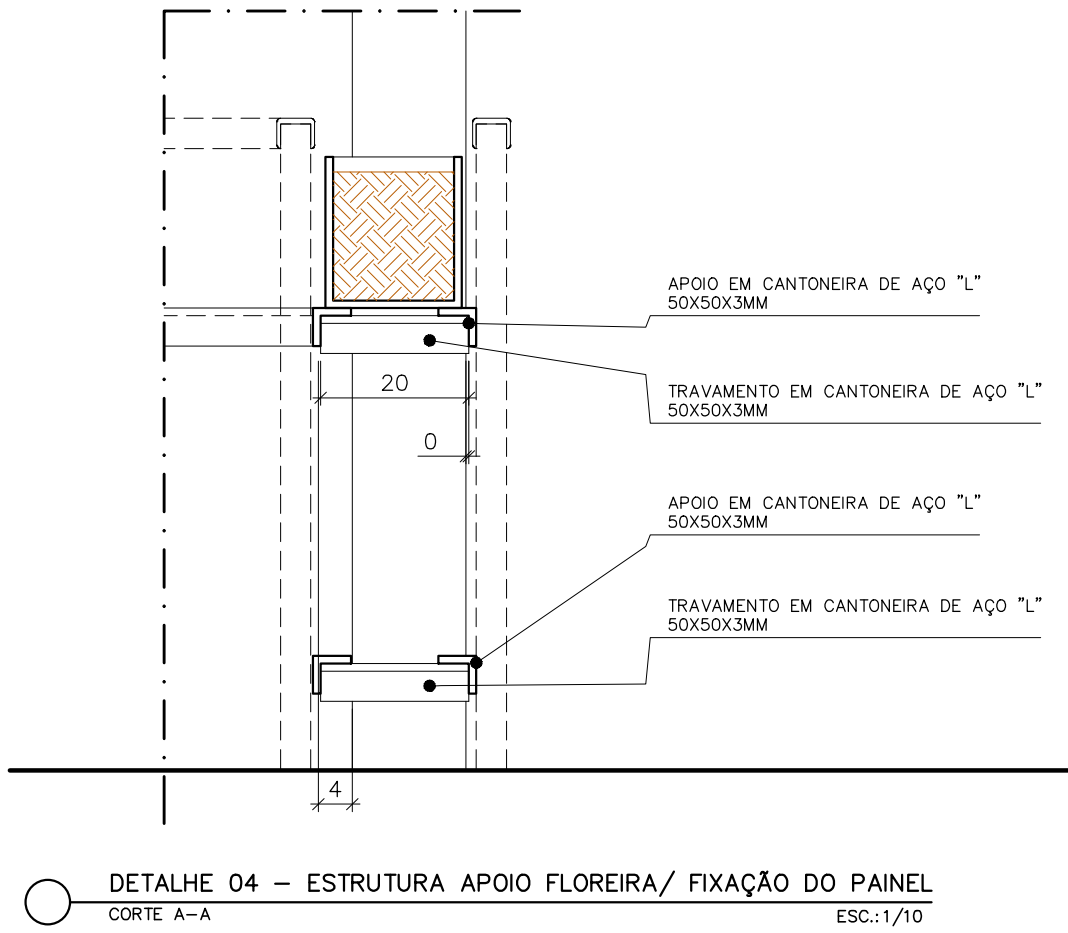 APOIO EM CANTONEIRA DE AÇO "L"
50X50X3MM
20
TRAVAMENTO EM CANTONEIRA DE AÇO "L"
50X50X3MM
0
APOIO EM CANTONEIRA DE AÇO "L"
50X50X3MM
TRAVAMENTO EM CANTONEIRA DE AÇO "L"
50X50X3MM
4
DETALHE 04 – ESTRUTURA APOIO FLOREIRA/ FIXAÇÃO DO PAINEL
CORTE A–A
ESC.:1/10